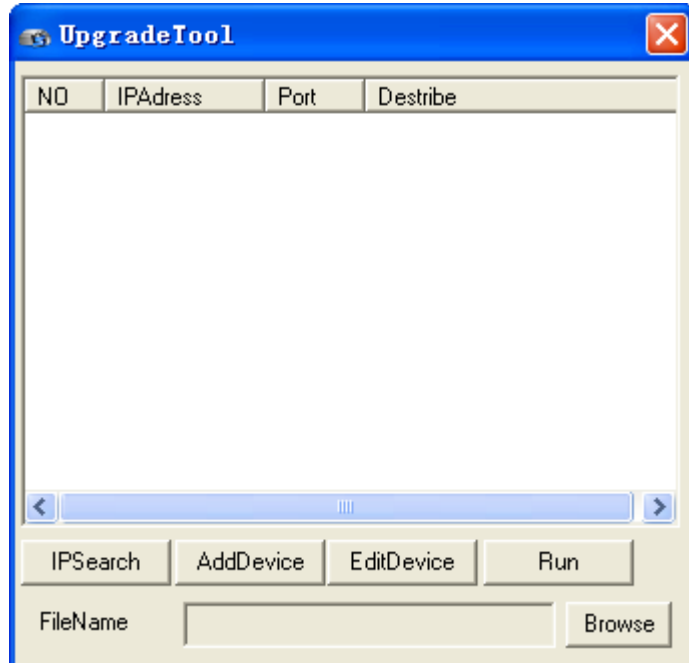 UpgradeTool
NO IPAdress Port Destribe
IPSearch AddDevice EditDevice Run
FileName Browse